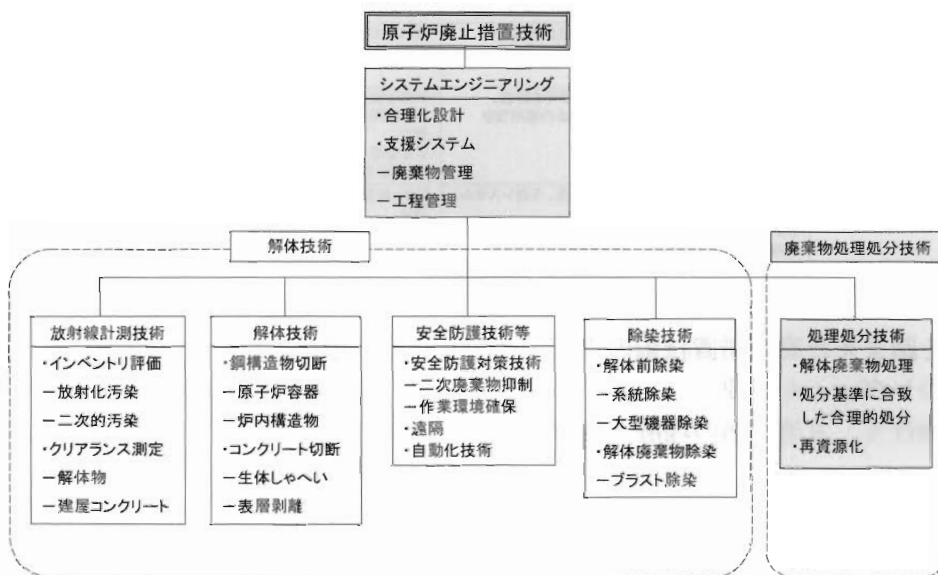 原子炉廃止措置技術
システムエンジニアリング
・合理化設計
・支援システム
ー廃棄物管理
ー工程管理
解体技術
廃棄物処理処分技術
放射線計測技術
・インベントリ評価
ー放射化汚染
ー二次的汚染
・クリアランス測定
ー解体物
ー建屋コンクリート
解体技術
・鋼構造物切断
ー原子炉容器
ー炉内構造物
・コンクリート切断
ー生体しゃへい
ー表層剥離
安全防護技術等
・安全防護対策技術
ー二次廃棄物抑制
ー作業環境確保
・遠隔
・自動化技術
除染技術
・解体前除染
ー系統除染
ー大型機器除染
・解体廃棄物除染
ーブラスト除染
処理処分技術
・解体廃棄物処理
・処分基準に合致
した合理的処分
・再資源化